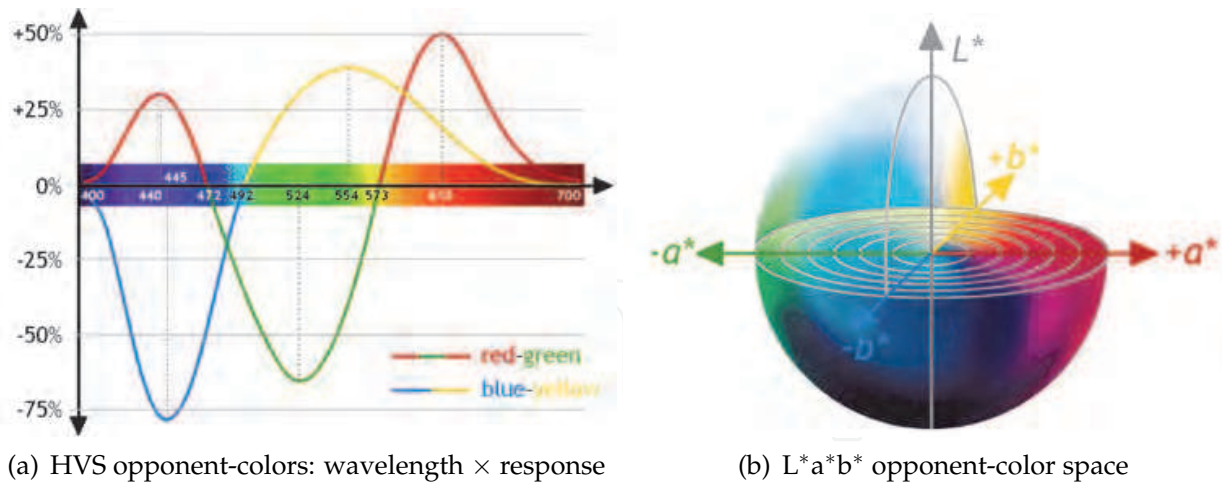 +50%
+25%
0%
-25%
-50%
-75%
445
400 440 472 492 524 554 573 610 700
red-green
blue-yellow
(a) HVS opponent-colors: wavelength × response
L*
+b*
-a* +a*
-b*
(b) L*a*b* opponent-color space